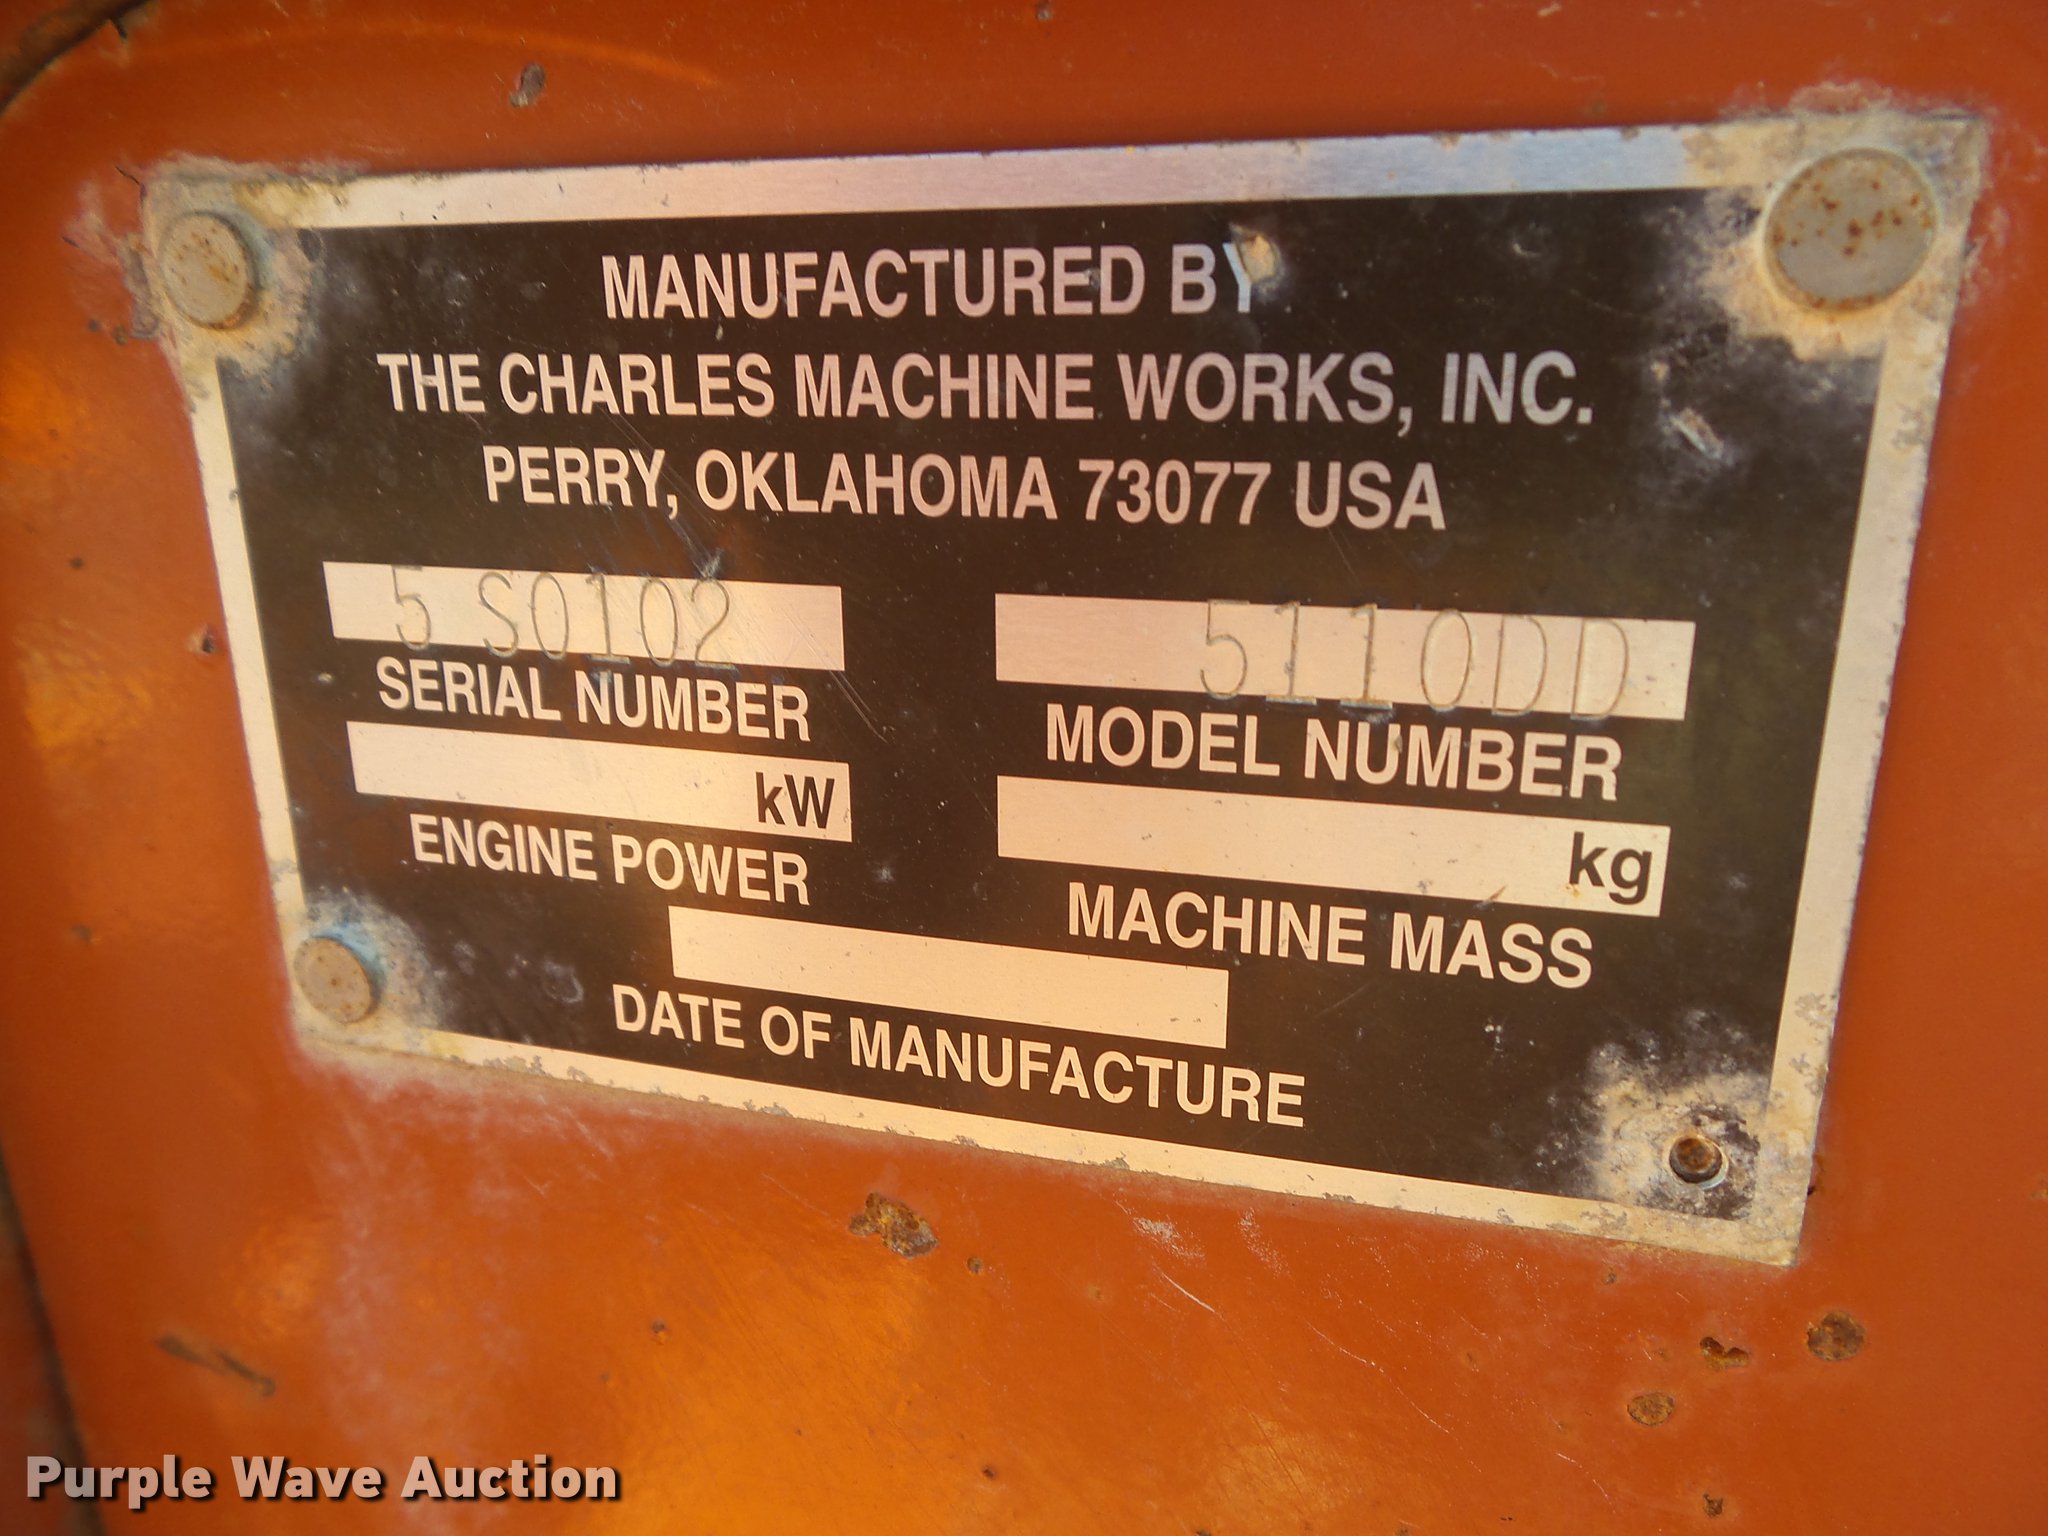 MANUFACTURED BY
THE CHARLES MACHINE WORKS, INC.
PERRY, OKLAHOMA 73077 USA
5 S0102 5110DD
SERIAL NUMBER MODEL NUMBER
kW kg
ENGINE POWER MACHINE MASS
DATE OF MANUFACTURE
Purple Wave Auction